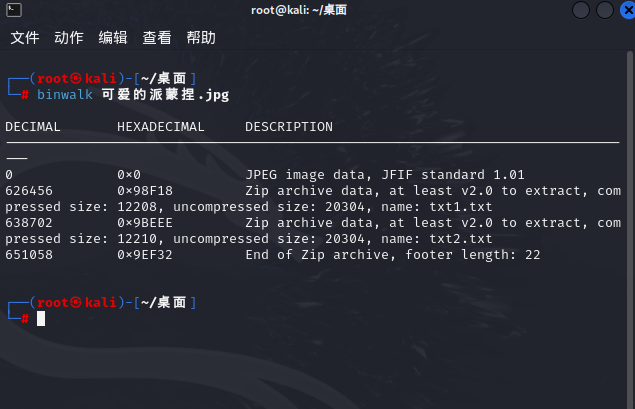 root@kali: ~/桌面
文件 动作 编辑 查看 帮助
┌──(root㉿kali)-[~/桌面]
└─# binwalk 可爱的派蒙捏.jpg
DECIMAL       HEXADECIMAL     DESCRIPTION
--------------------------------------------------------------------------------
0             0x0             JPEG image data, JFIF standard 1.01
626456        0x98F18         Zip archive data, at least v2.0 to extract, com
pressed size: 12208, uncompressed size: 20304, name: txt1.txt
638702        0x9BEEE         Zip archive data, at least v2.0 to extract, com
pressed size: 12210, uncompressed size: 20304, name: txt2.txt
651058        0x9EF32         End of Zip archive, footer length: 22
┌──(root㉿kali)-[~/桌面]
└─#